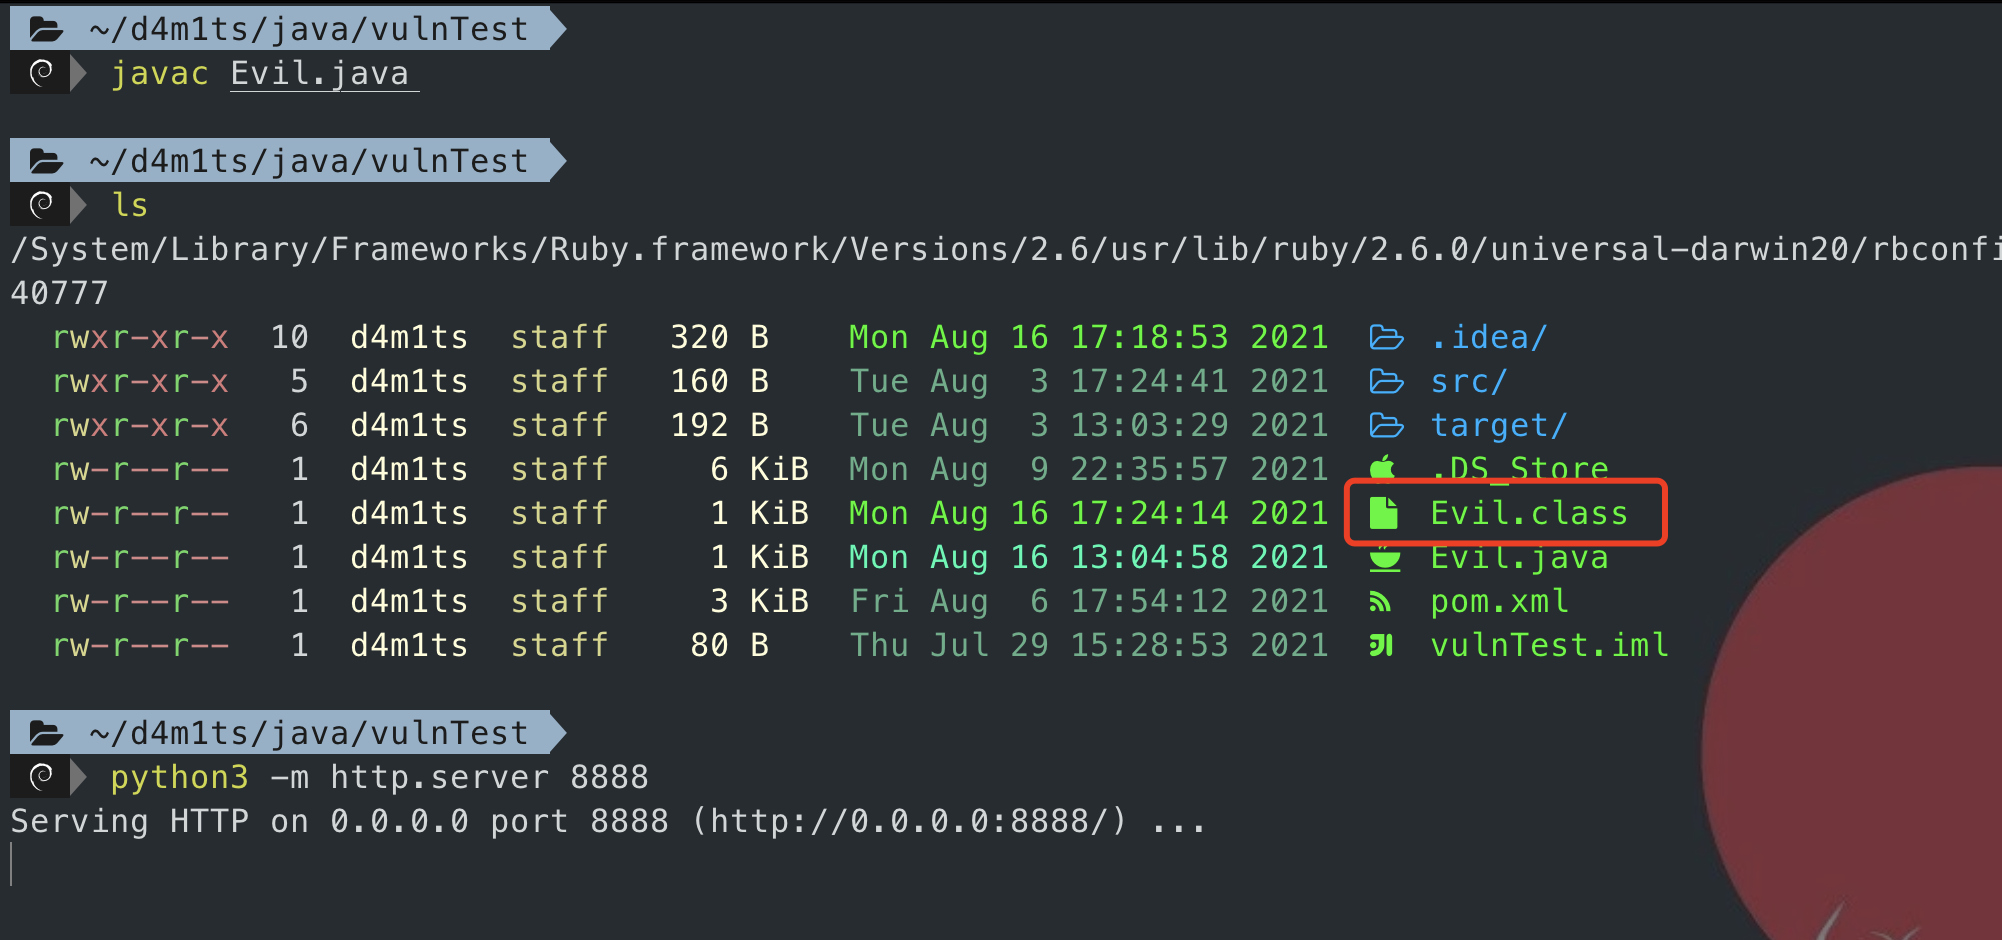 ~/d4m1ts/java/vulnTest
javac Evil.java
~/d4m1ts/java/vulnTest
ls
/System/Library/Frameworks/Ruby.framework/Versions/2.6/usr/lib/ruby/2.6.0/universal-darwin20/rbconfi
40777
rwxr-xr-x 10 d4m1ts staff 320 B Mon Aug 16 17:18:53 2021 .idea/
rwxr-xr-x 5 d4m1ts staff 160 B Tue Aug 3 17:24:41 2021 src/
rwxr-xr-x 6 d4m1ts staff 192 B Tue Aug 3 13:03:29 2021 target/
rw-r--r-- 1 d4m1ts staff 6 KiB Mon Aug 9 22:35:57 2021 .DS_Store
rw-r--r-- 1 d4m1ts staff 1 KiB Mon Aug 16 17:24:14 2021 Evil.class
rw-r--r-- 1 d4m1ts staff 1 KiB Mon Aug 16 13:04:58 2021 Evil.java
rw-r--r-- 1 d4m1ts staff 3 KiB Fri Aug 6 17:54:12 2021 pom.xml
rw-r--r-- 1 d4m1ts staff 80 B Thu Jul 29 15:28:53 2021 vulnTest.iml
~/d4m1ts/java/vulnTest
python3 -m http.server 8888
Serving HTTP on 0.0.0.0 port 8888 (http://0.0.0.0:8888/) ...